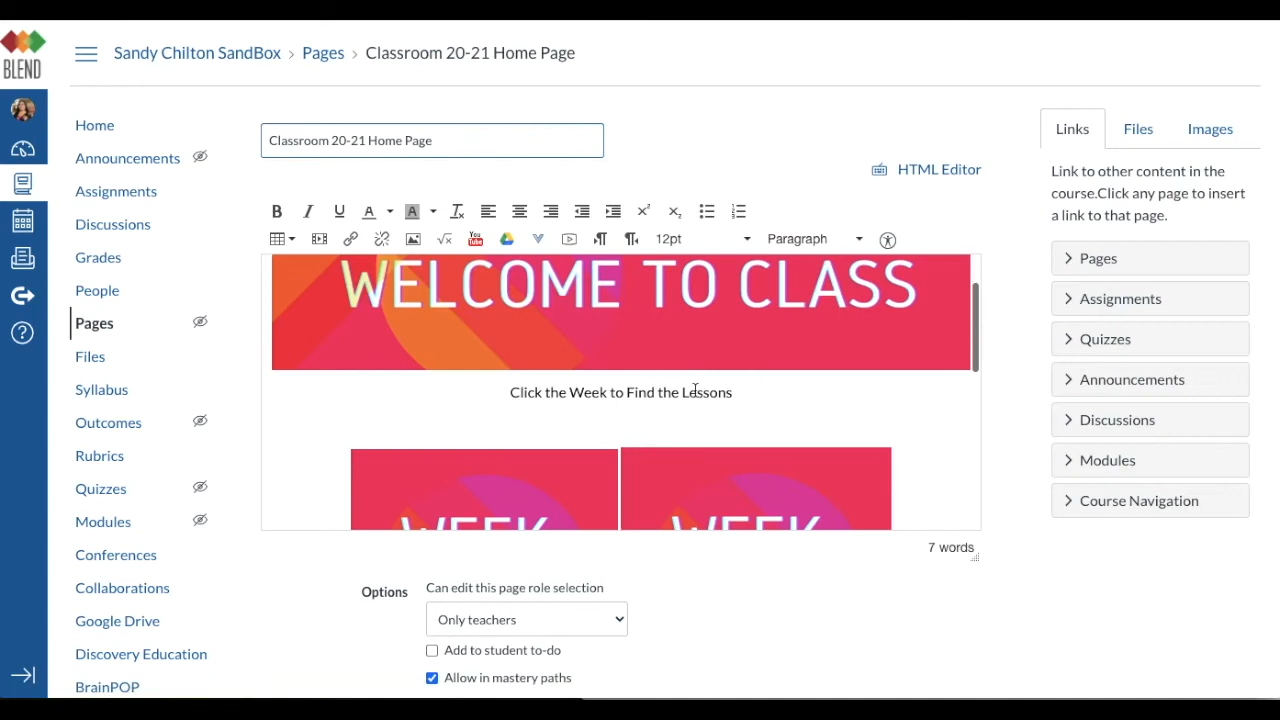 BLEND
Sandy Chilton SandBox > Pages > Classroom 20-21 Home Page
Home
Announcements
Assignments
Discussions
Grades
People
Pages
Files
Syllabus
Outcomes
Rubrics
Quizzes
Modules
Conferences
Collaborations
Google Drive
Discovery Education
BrainPOP
Classroom 20-21 Home Page
HTML Editor
B I U A A
12pt Paragraph
WELCOME TO CLASS
Click the Week to Find the Lessons
WEEK WEEK
7 words
Options
Can edit this page role selection
Only teachers
Add to student to-do
Allow in mastery paths
Links Files Images
Link to other content in the
course.Click any page to insert
a link to that page.
Pages
Assignments
Quizzes
Announcements
Discussions
Modules
Course Navigation